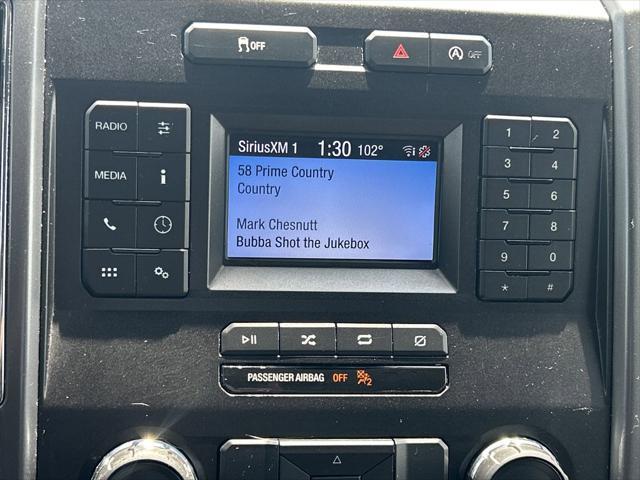 OFF
A OFF
RADIO
MEDIA
i
SiriusXM 1 1:30 102°
58 Prime Country
Country
Mark Chesnutt
Bubba Shot the Jukebox
1 2
3 4
5 6
7 8
9 0
* #
PASSENGER AIRBAG OFF 2